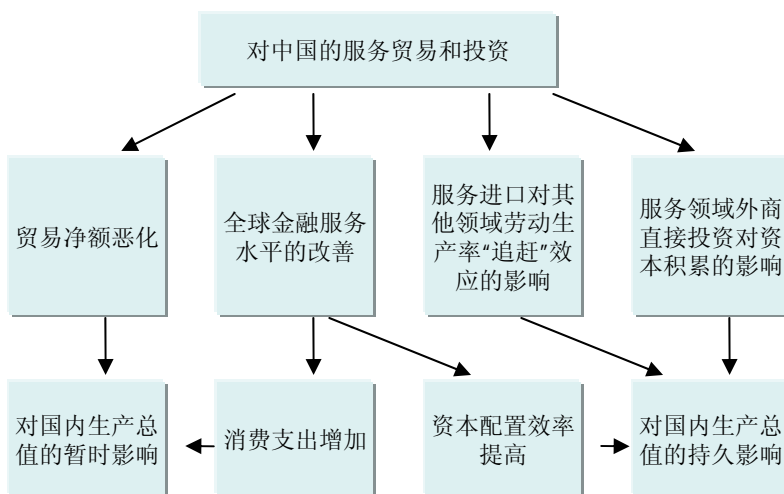 对中国的服务贸易和投资
贸易净额恶化
全球金融服务
水平的改善
服务进口对其
他领域劳动生
产率“追赶”效
应的影响
服务领域外商
直接投资对资
本积累的影响
对国内生产总
值的暂时影响
消费支出增加
资本配置效率
提高
对国内生产总
值的持久影响